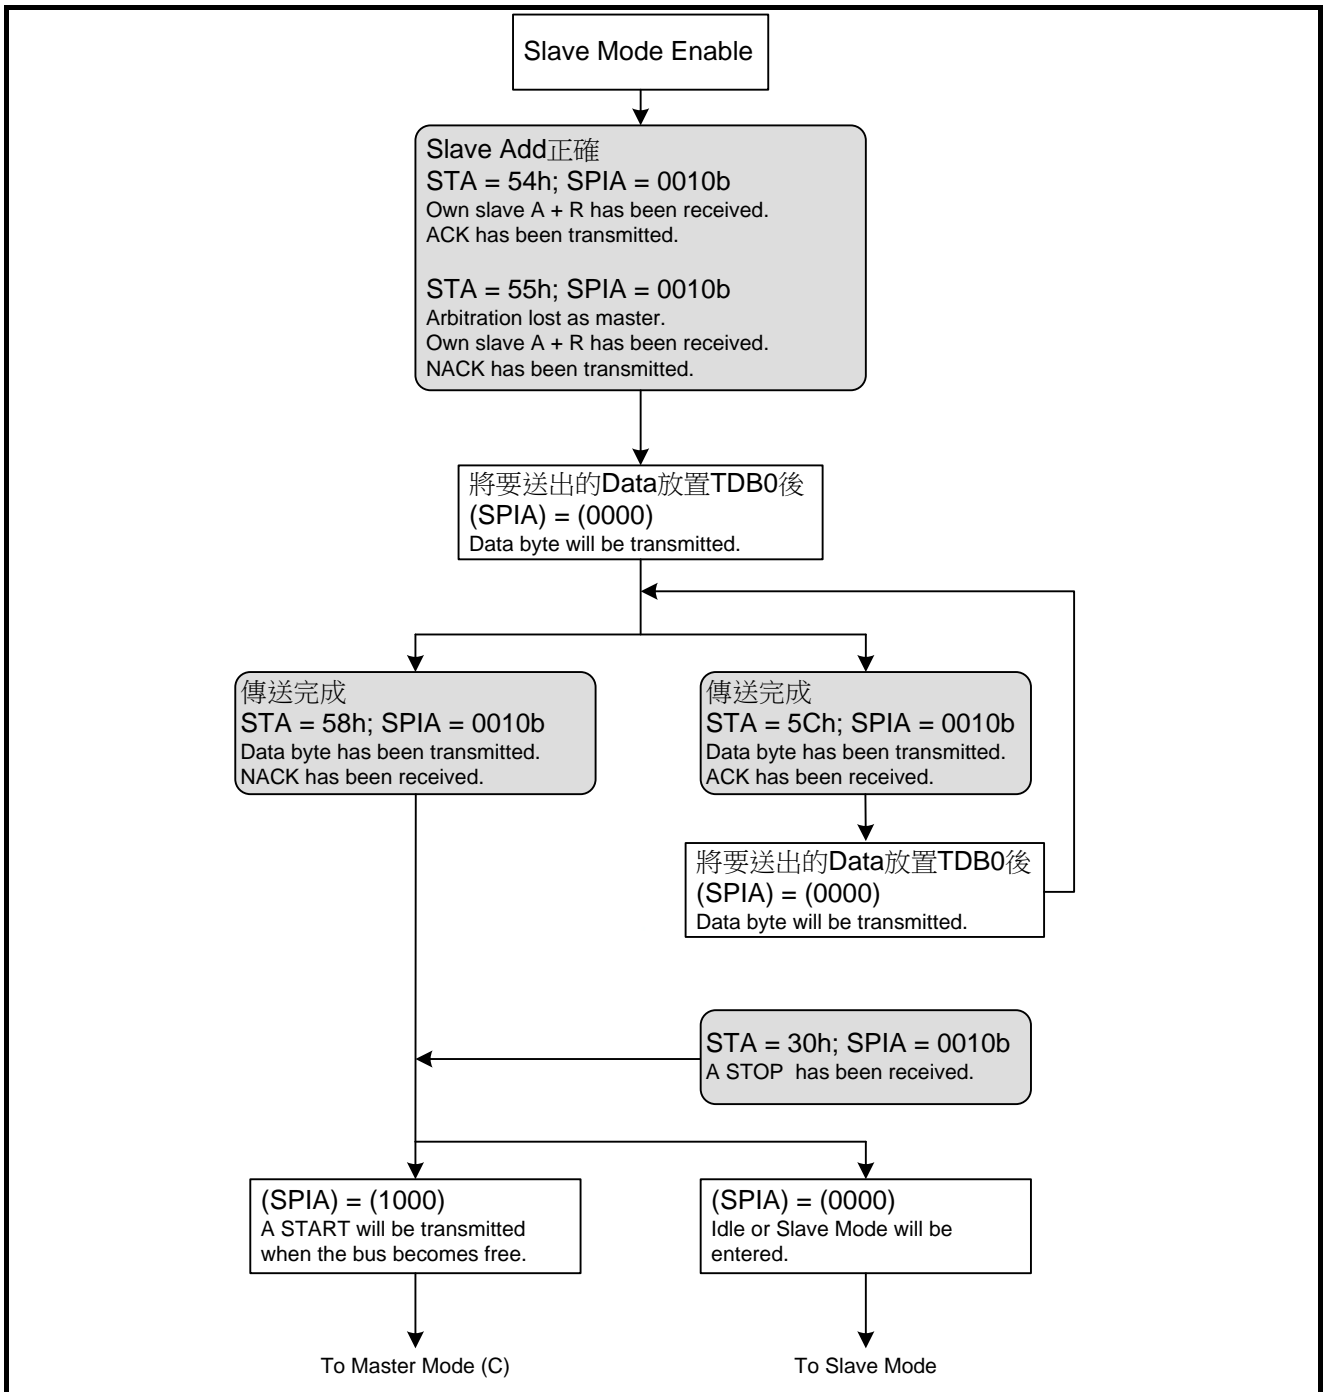 Slave Mode Enable
Slave Add正確
STA = 54h; SPIA = 0010b
Own slave A + R has been received.
ACK has been transmitted.
STA = 55h; SPIA = 0010b
Arbitration lost as master.
Own slave A + R has been received.
NACK has been transmitted.
將要送出的Data放置TDB0後
(SPIA) = (0000)
Data byte will be transmitted.
傳送完成
STA = 58h; SPIA = 0010b
Data byte has been transmitted.
NACK has been received.
傳送完成
STA = 5Ch; SPIA = 0010b
Data byte has been transmitted.
ACK has been received.
將要送出的Data放置TDB0後
(SPIA) = (0000)
Data byte will be transmitted.
STA = 30h; SPIA = 0010b
A STOP has been received.
(SPIA) = (1000)
A START will be transmitted
when the bus becomes free.
(SPIA) = (0000)
Idle or Slave Mode will be
entered.
To Master Mode (C)
To Slave Mode